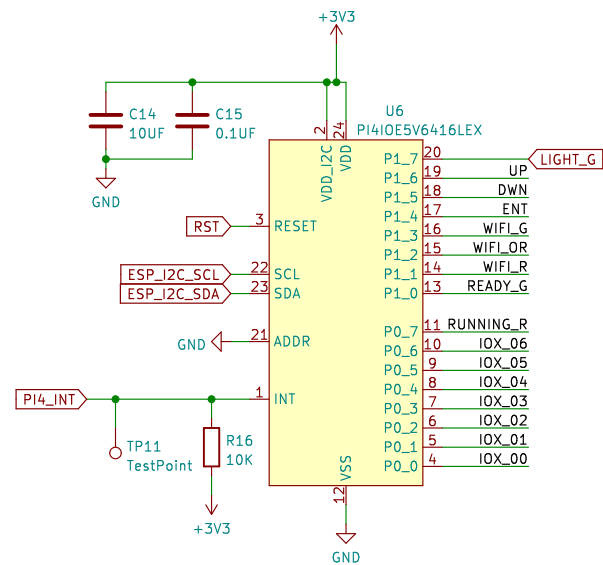 +3V3
C14
10UF
C15
0.1UF
GND
U6
PI4IOE5V6416LEX
2
24
VDD_I2C
VDD
P1_7
20
LIGHT_G
P1_6
19
UP
P1_5
18
DWN
P1_4
17
ENT
RST
3
RESET
P1_3
16
WIFI_G
P1_2
15
WIFI_OR
ESP_I2C_SCL
22
SCL
P1_1
14
WIFI_R
ESP_I2C_SDA
23
SDA
P1_0
13
READY_G
GND
21
ADDR
P0_7
11
RUNNING_R
P0_6
10
IOX_06
P0_5
9
IOX_05
P0_4
8
IOX_04
PI4_INT
1
INT
P0_3
7
IOX_03
P0_2
6
IOX_02
P0_1
5
IOX_01
P0_0
4
IOX_00
TP11
TestPoint
R16
10K
+3V3
VSS
12
GND